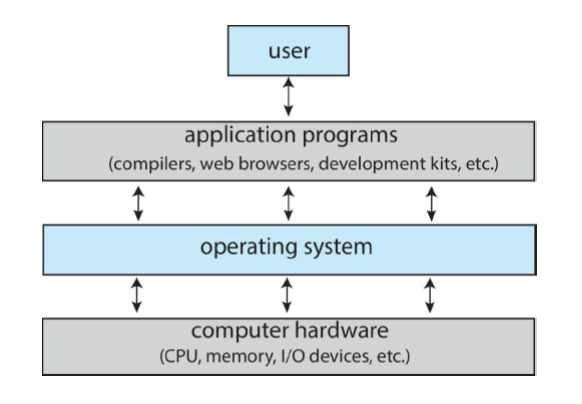 user
application programs
(compilers, web browsers, development kits, etc.)
operating system
computer hardware
(CPU, memory, I/O devices, etc.)